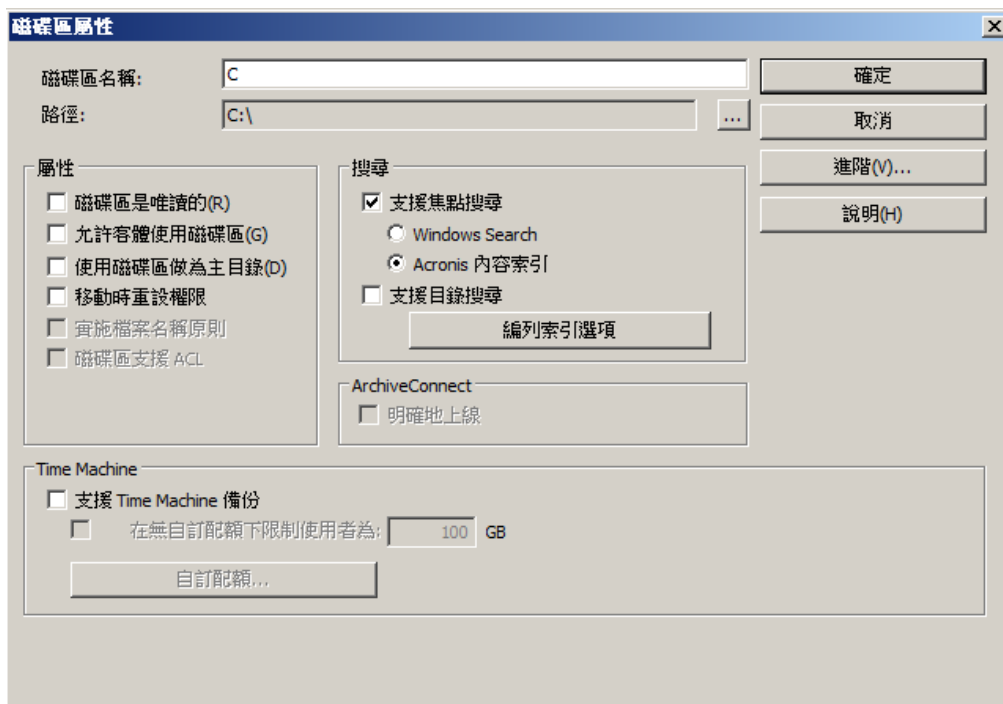 磁碟區屬性
磁碟區名稱: C
確定
路徑: C:\ ...
取消
進階(V)...
說明(H)
屬性
磁碟區是唯讀的(R)
允許客體使用磁碟區(G)
使用磁碟區做為主目錄(D)
移動時重設權限
實施檔案名稱原則
磁碟區支援 ACL
搜尋
支援焦點搜尋
Windows Search
Acronis 內容索引
支援目錄搜尋
編列索引選項
ArchiveConnect
明確地上線
Time Machine
支援 Time Machine 備份
在無自訂配額下限制使用者為: 100 GB
自訂配額...